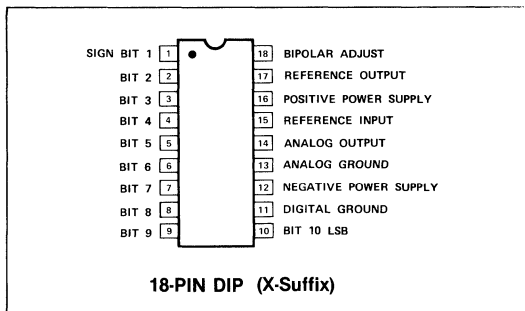 SIGN BIT 1 1 18 BIPOLAR ADJUST
BIT 2 2 17 REFERENCE OUTPUT
BIT 3 3 16 POSITIVE POWER SUPPLY
BIT 4 4 15 REFERENCE INPUT
BIT 5 5 14 ANALOG OUTPUT
BIT 6 6 13 ANALOG GROUND
BIT 7 7 12 NEGATIVE POWER SUPPLY
BIT 8 8 11 DIGITAL GROUND
BIT 9 9 10 BIT 10 LSB
18-PIN DIP (X-Suffix)